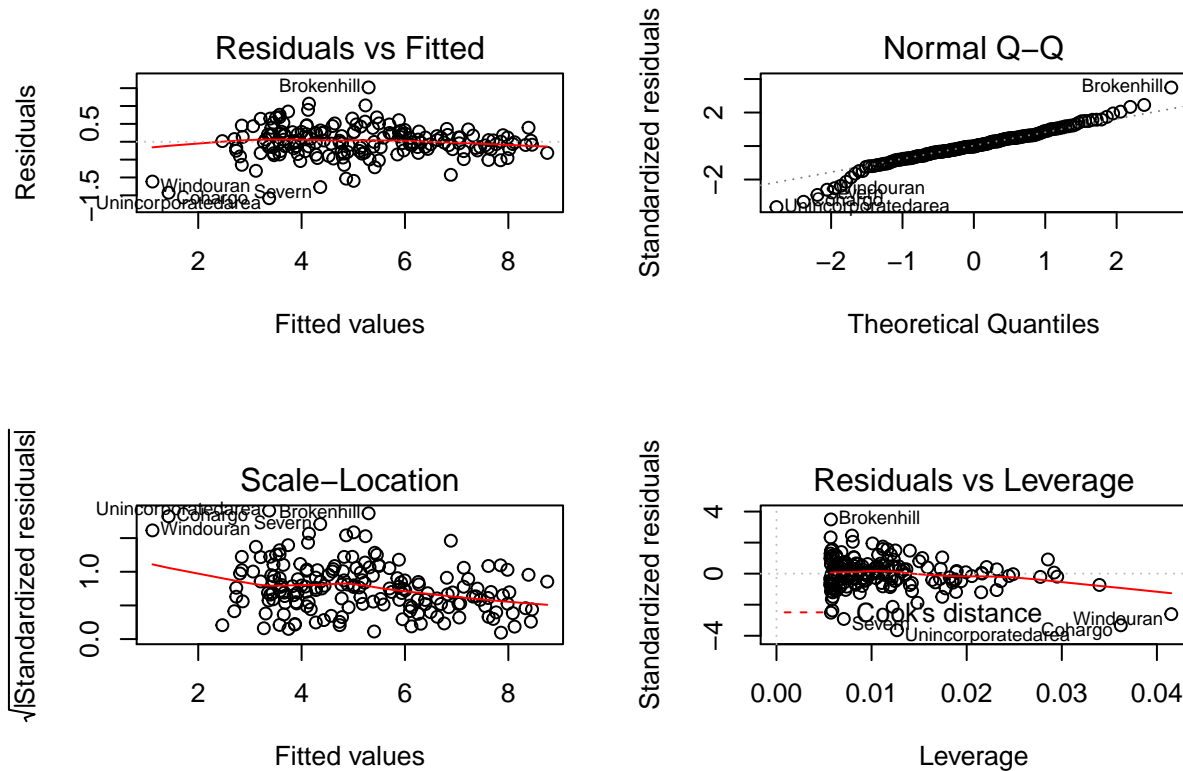 Residuals vs Fitted
Residuals
−1.5
0.5
2
4
6
8
Fitted values
Brokenhill
Windouran
Cohargo
Severn
Unincorporatedarea
Normal Q−Q
Standardized residuals
−2
2
−2
−1
0
1
2
Theoretical Quantiles
Brokenhill
Windouran
Severn
Cohargo
Unincorporatedarea
Scale−Location
√|Standardized residuals|
0.0
1.0
2
4
6
8
Fitted values
Unincorporatedarea
Cohargo
Brokenhill
Severn
Windouran
Residuals vs Leverage
Standardized residuals
−4
0
4
0.00
0.01
0.02
0.03
0.04
Leverage
Brokenhill
Cook's distance
Severn
Windouran
Cohargo
Unincorporatedarea